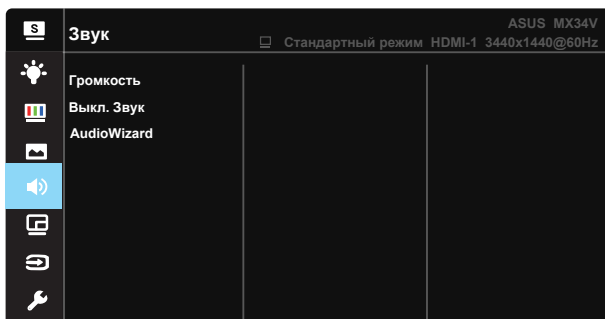 S
ASUS MX34V
Звук
Стандартный режим HDMI-1 3440x1440@60Hz
Громкость
Выкл. Звук
AudioWizard